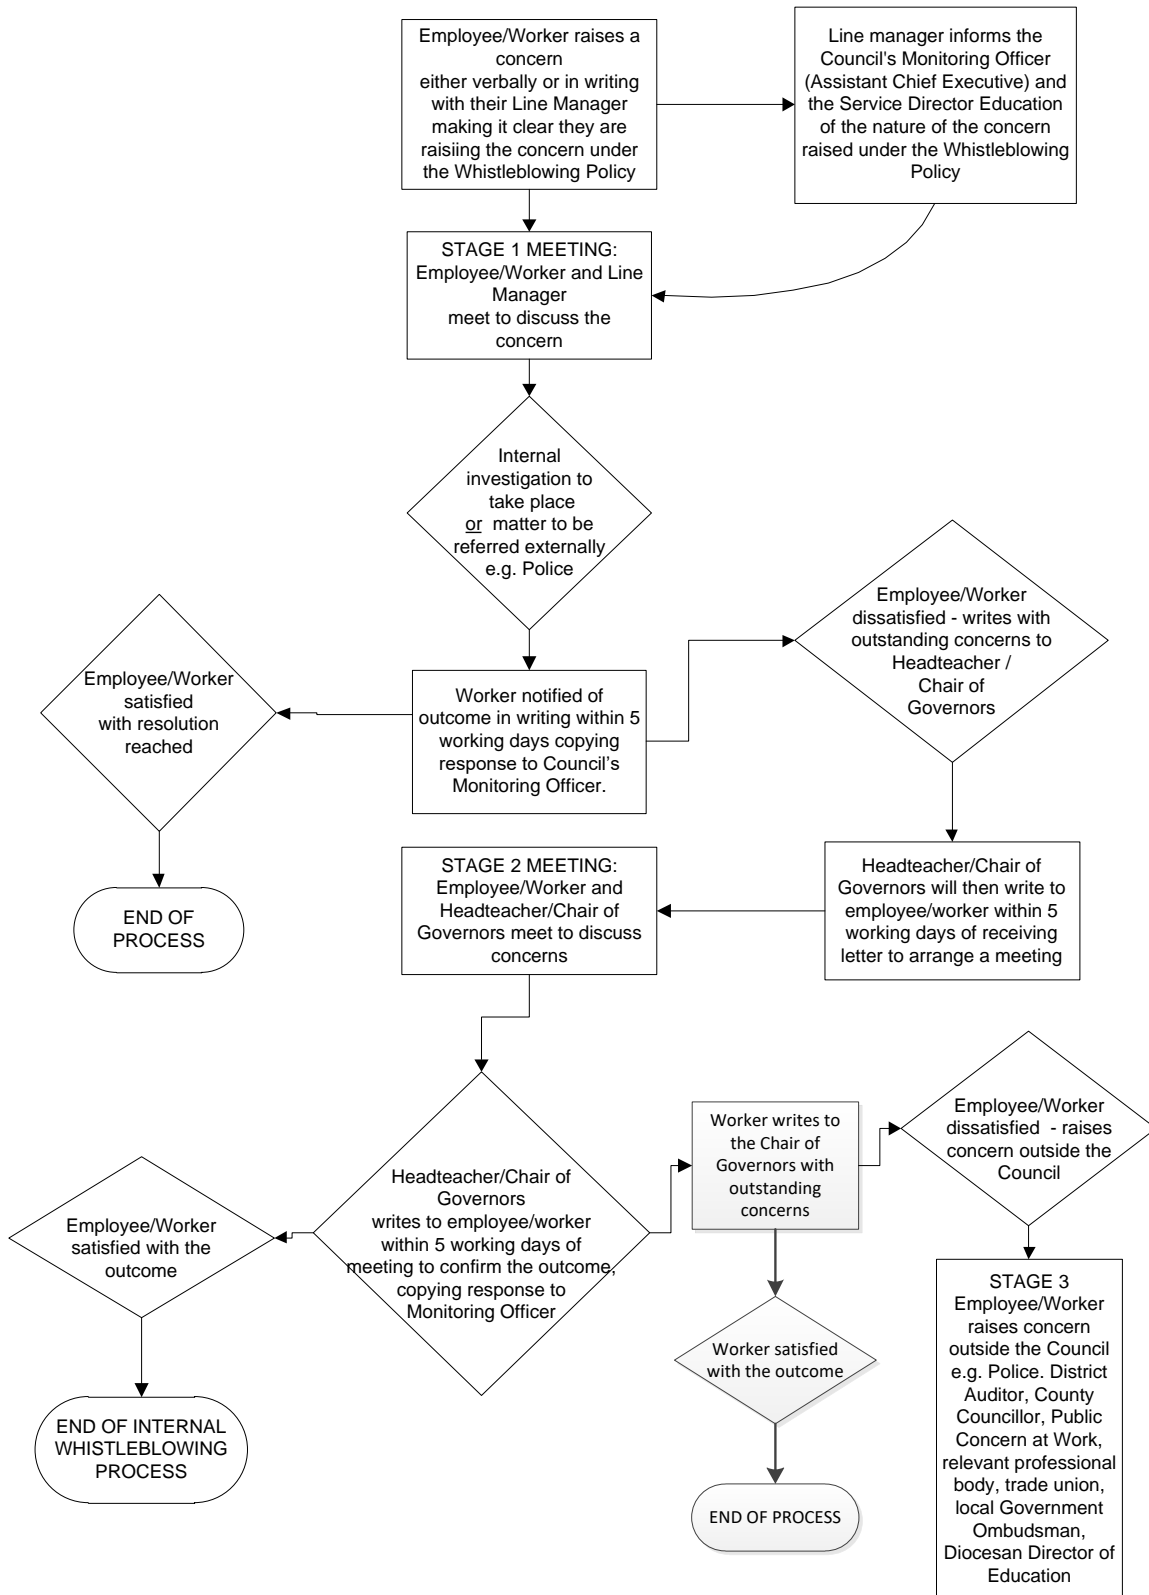 Employee/Worker raises a
concern
either verbally or in writing
with their Line Manager
making it clear they are
raisiing the concern under
the Whistleblowing Policy
Line manager informs the
Council's Monitoring Officer
(Assistant Chief Executive) and
the Service Director Education
of the nature of the concern
raised under the Whistleblowing
Policy
STAGE 1 MEETING:
Employee/Worker and Line
Manager
meet to discuss the
concern
Internal
investigation to
take place
or matter to be
referred externally
e.g. Police
Employee/Worker
satisfied
with resolution
reached
Worker notified of
outcome in writing within 5
working days copying
response to Council’s
Monitoring Officer.
Employee/Worker
dissatisfied - writes with
outstanding concerns to
Headteacher /
Chair of
Governors
END OF
PROCESS
STAGE 2 MEETING:
Employee/Worker and
Headteacher/Chair of
Governors meet to discuss
concerns
Headteacher/Chair of
Governors will then write to
employee/worker within 5
working days of receiving
letter to arrange a meeting
Employee/Worker
satisfied with the
outcome
Headteacher/Chair of
Governors
writes to employee/worker
within 5 working days of
meeting to confirm the outcome,
copying response to
Monitoring Officer
Worker writes to
the Chair of
Governors with
outstanding
concerns
Employee/Worker
dissatisfied - raises
concern outside the
Council
END OF INTERNAL
WHISTLEBLOWING
PROCESS
Worker satisfied
with the outcome
END OF PROCESS
STAGE 3
Employee/Worker
raises concern
outside the Council
e.g. Police. District
Auditor, County
Councillor, Public
Concern at Work,
relevant professional
body, trade union,
local Government
Ombudsman,
Diocesan Director of
Education